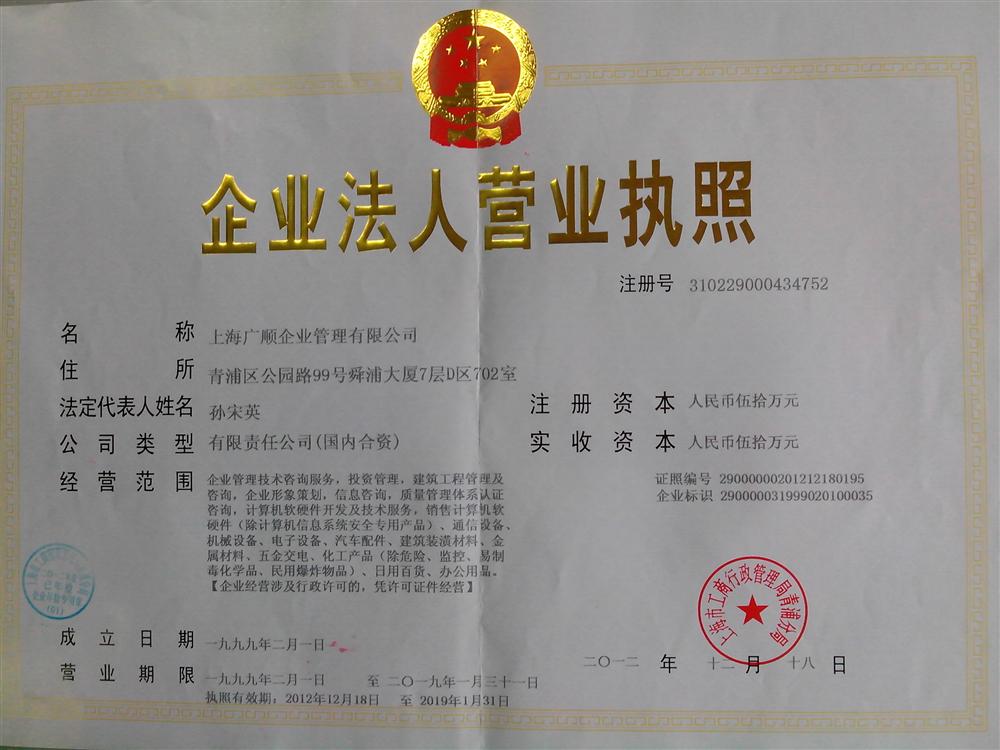 企业法人营业执照
注册号 310229000434752
名称 上海广顺企业管理有限公司
住所 青浦区公园路99号舜浦大厦7层D区702室
法定代表人姓名 孙宋英
注册资本 人民币伍拾万元
公司类型 有限责任公司(国内合资)
实收资本 人民币伍拾万元
经营范围 企业管理技术咨询服务，投资管理，建筑工程管理及
咨询，企业形象策划，信息咨询，质量管理体系认证
咨询，计算机软硬件开发及技术服务，销售计算机软
硬件（除计算机信息系统安全专用产品）、通信设备、
机械设备、电子设备、汽车配件、建筑装潢材料、金
属材料、五金交电、化工产品（除危险、监控、易制
毒化学品、民用爆炸物品）、日用百货、办公用品。
【企业经营涉及行政许可的，凭许可证件经营】
证照编号 29000000201212180195
企业标识 290000031999020100035
上海市工商行政管理局青浦分局
(01)
成立日期 一九九九年二月一日
二〇一二 年 十二 月 十八 日
营业期限 一九九九年二月一日 至 二〇一九年一月三十一日
执照有效期：2012年12月18日 至 2019年1月31日